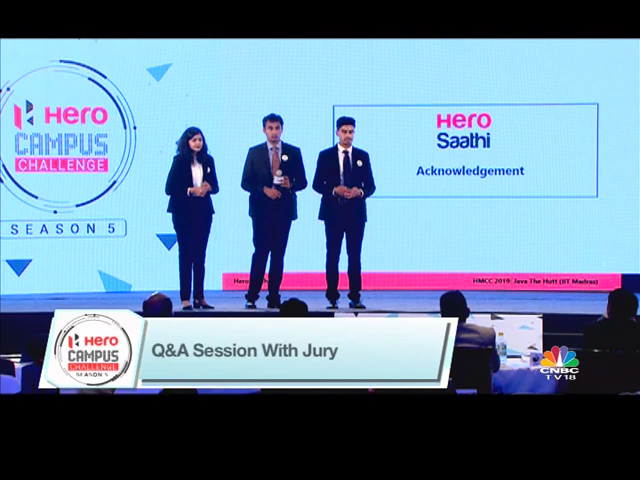 Hero
CAMPUS
CHALLENGE
SEASON 5
Hero
Saathi
Acknowledgement
HMCC 2019: Java The Hutt (IIT Madras)
Hero
CAMPUS
CHALLENGE
SEASON 5
Q&A Session With Jury
CNBC
TV18